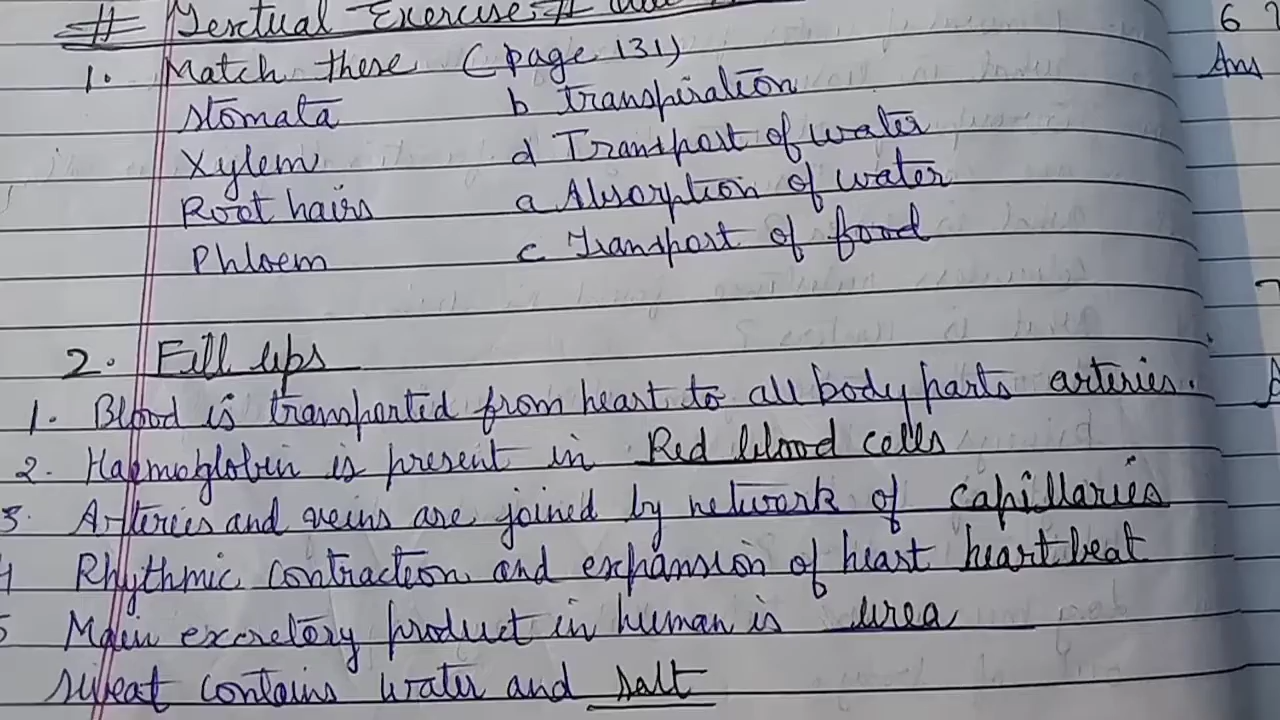 # Textual Exercise #
1. Match these (page 131)
Stomata b transpiration
Xylem d Transport of water
Root hairs a Absorption of water
Phloem c Transport of food
2. Fill ups
1. Blood is transported from heart to all body parts arteries.
2. Haemoglobin is present in Red blood cells
3. Arteries and veins are joined by network of capillaries
4 Rhythmic contraction and expansion of heart heartbeat
5 Main excretory product in human is urea
Sweat contains water and salt
6
Ans